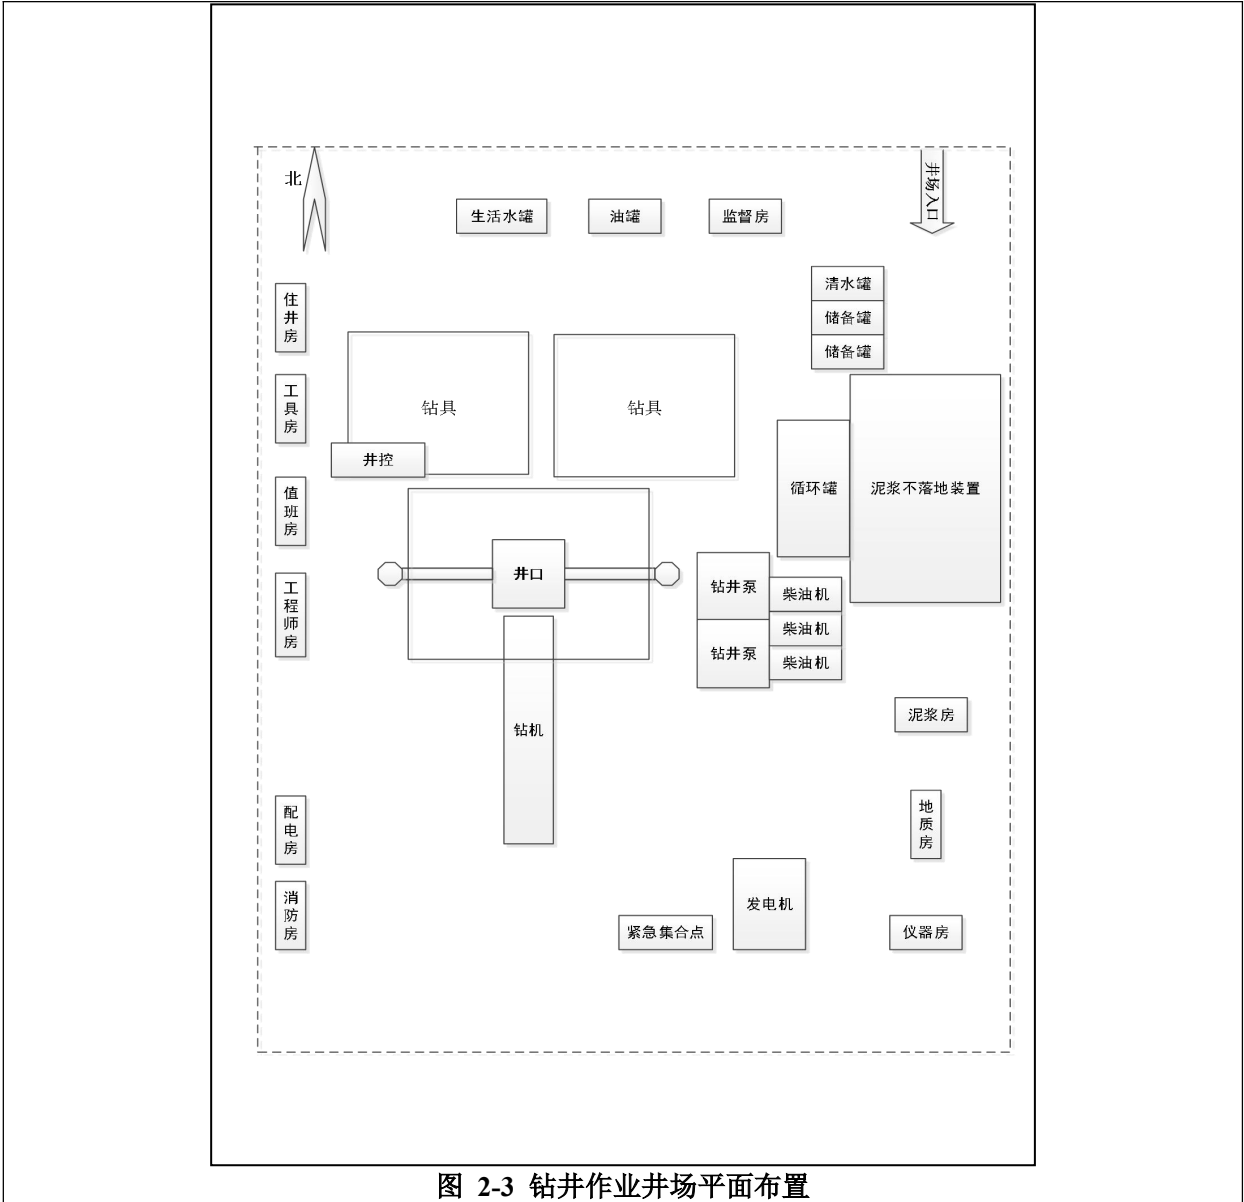 北
井场入口
生活水罐
油罐
监督房
清水罐
储备罐
储备罐
住井房
工具房
值班房
工程师房
钻具
钻具
井控
循环罐
泥浆不落地装置
井口
钻井泵
钻井泵
柴油机
柴油机
柴油机
钻机
泥浆房
配电房
消防房
地质房
发电机
紧急集合点
仪器房
图 2-3 钻井作业井场平面布置